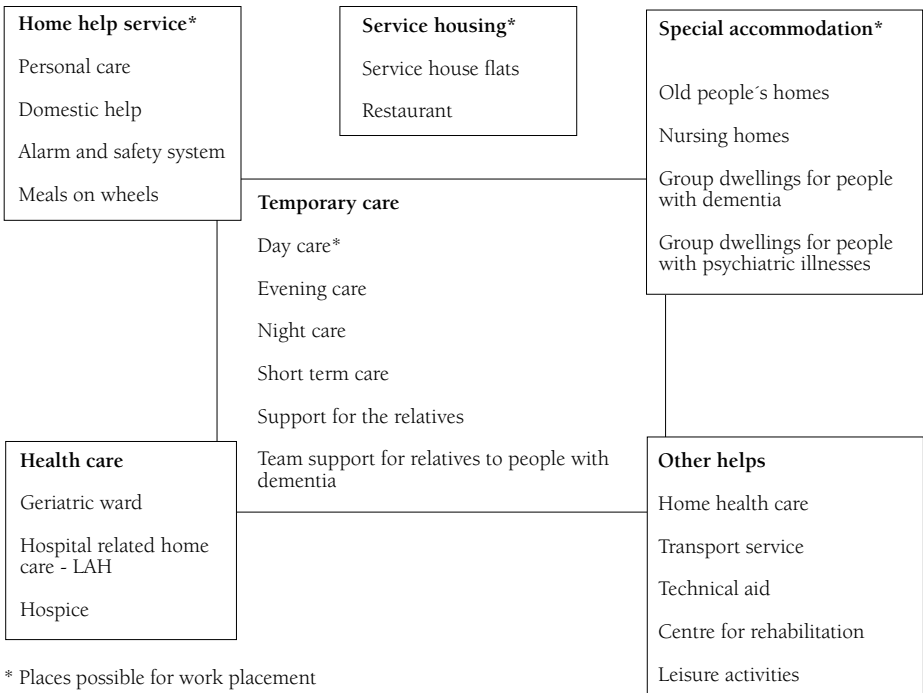 Home help service*
Personal care
Domestic help
Alarm and safety system
Meals on wheels
Service housing*
Service house flats
Restaurant
Special accommodation*
Old people´s homes
Nursing homes
Group dwellings for people
with dementia
Group dwellings for people
with psychiatric illnesses
Temporary care
Day care*
Evening care
Night care
Short term care
Support for the relatives
Team support for relatives to people with
dementia
Health care
Geriatric ward
Hospital related home
care - LAH
Hospice
Other helps
Home health care
Transport service
Technical aid
Centre for rehabilitation
Leisure activities
* Places possible for work placement